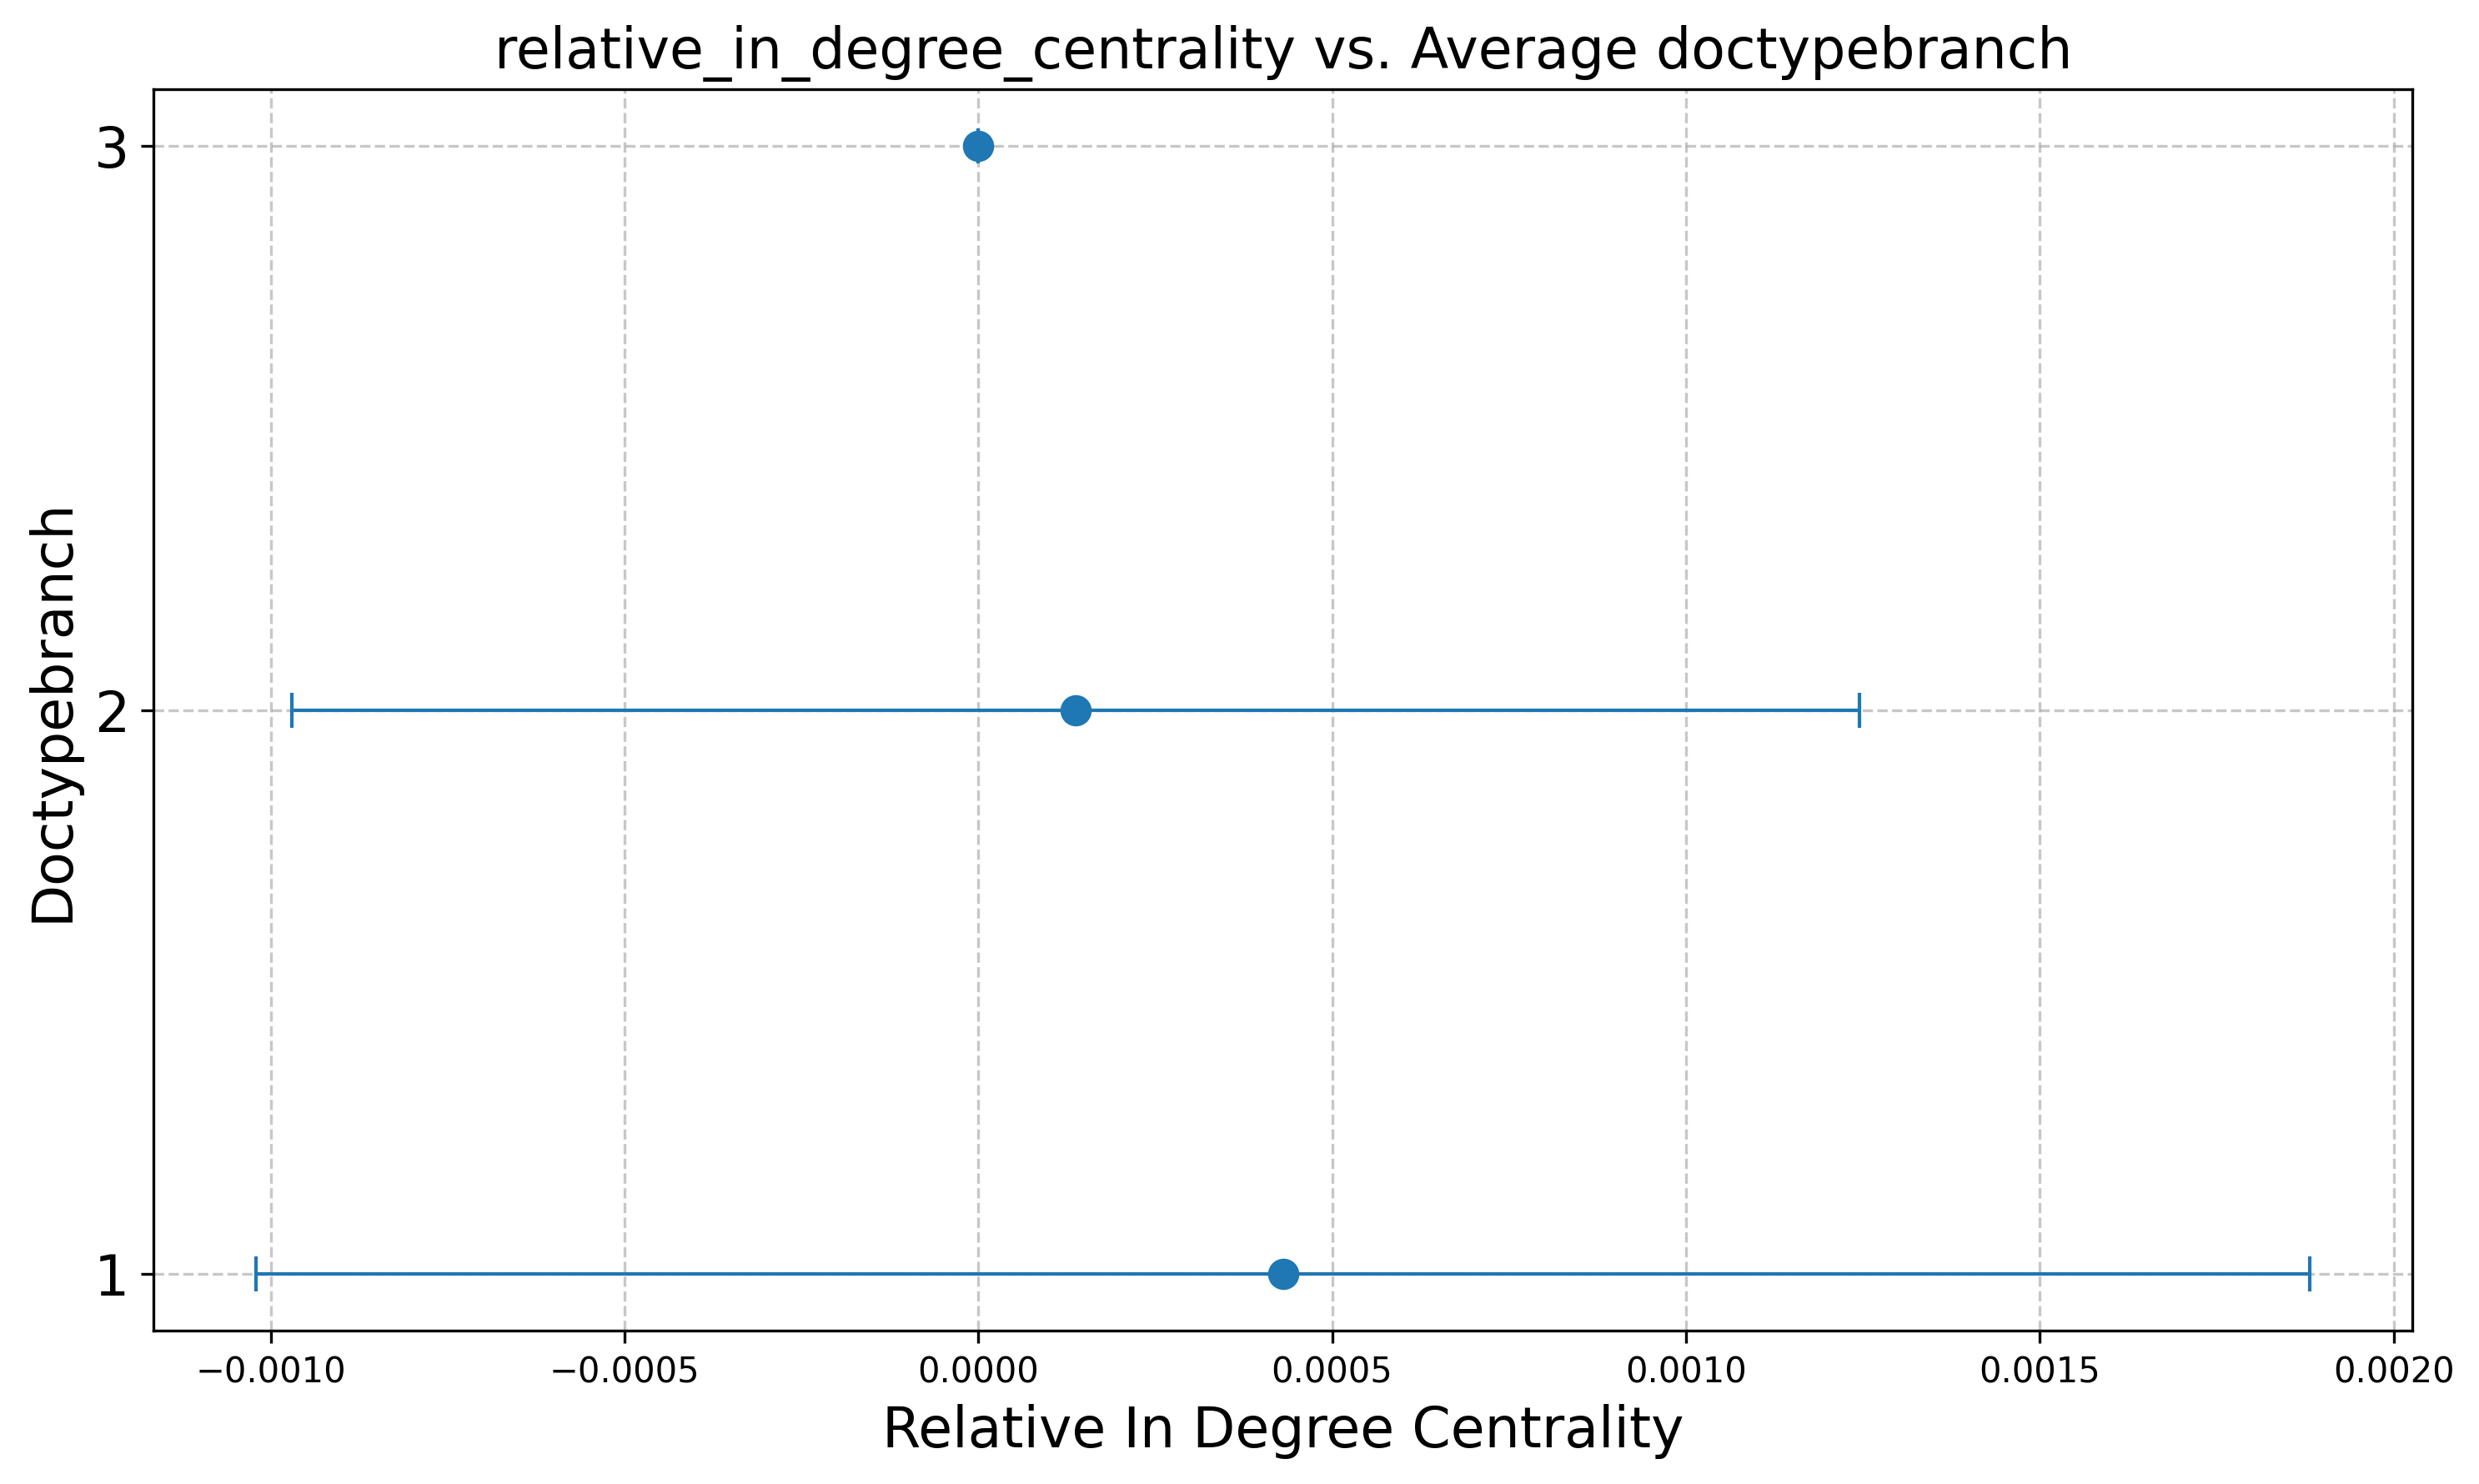 relative_in_degree_centrality vs. Average doctypebranch
Doctypebranch
3
2
1
−0.0010 −0.0005 0.0000 0.0005 0.0010 0.0015 0.0020
Relative In Degree Centrality